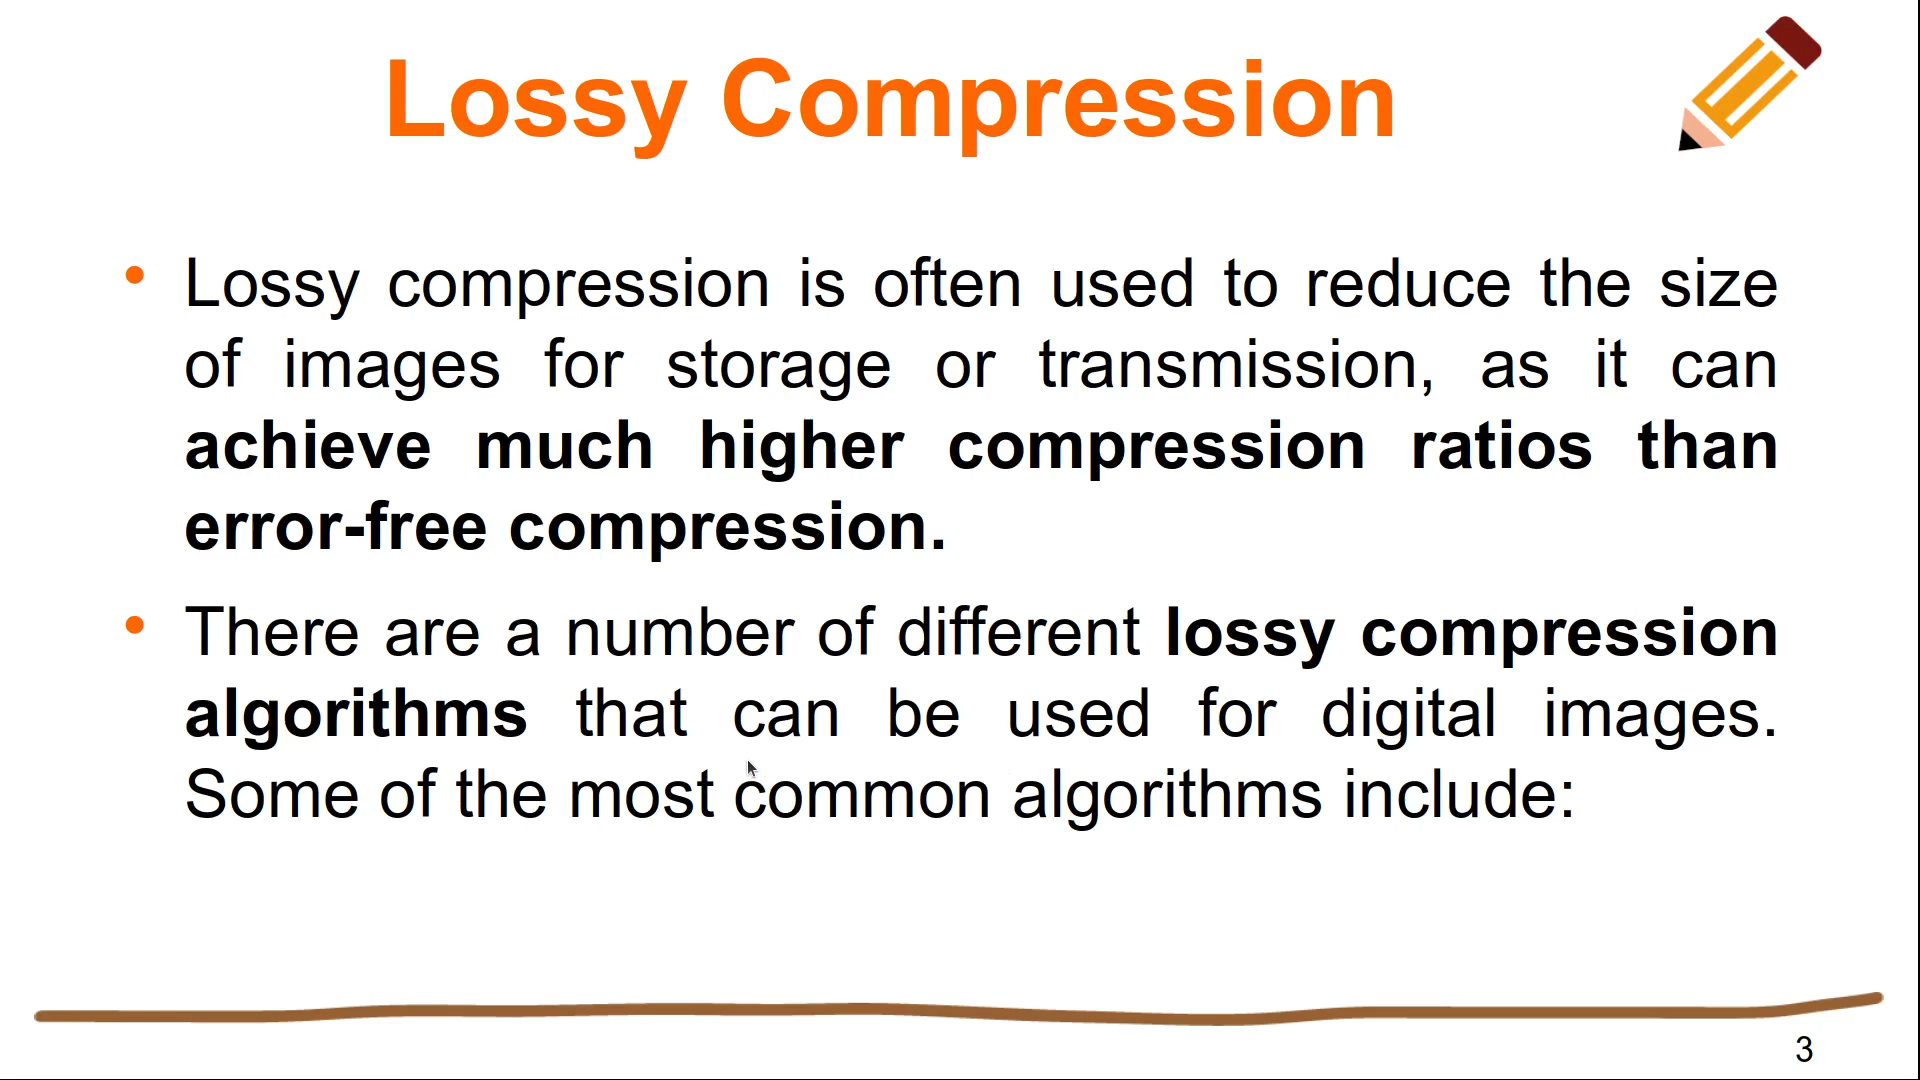 Lossy Compression
• Lossy compression is often used to reduce the size
of images for storage or transmission, as it can
achieve much higher compression ratios than
error-free compression.
• There are a number of different lossy compression
algorithms that can be used for digital images.
Some of the most common algorithms include:
3